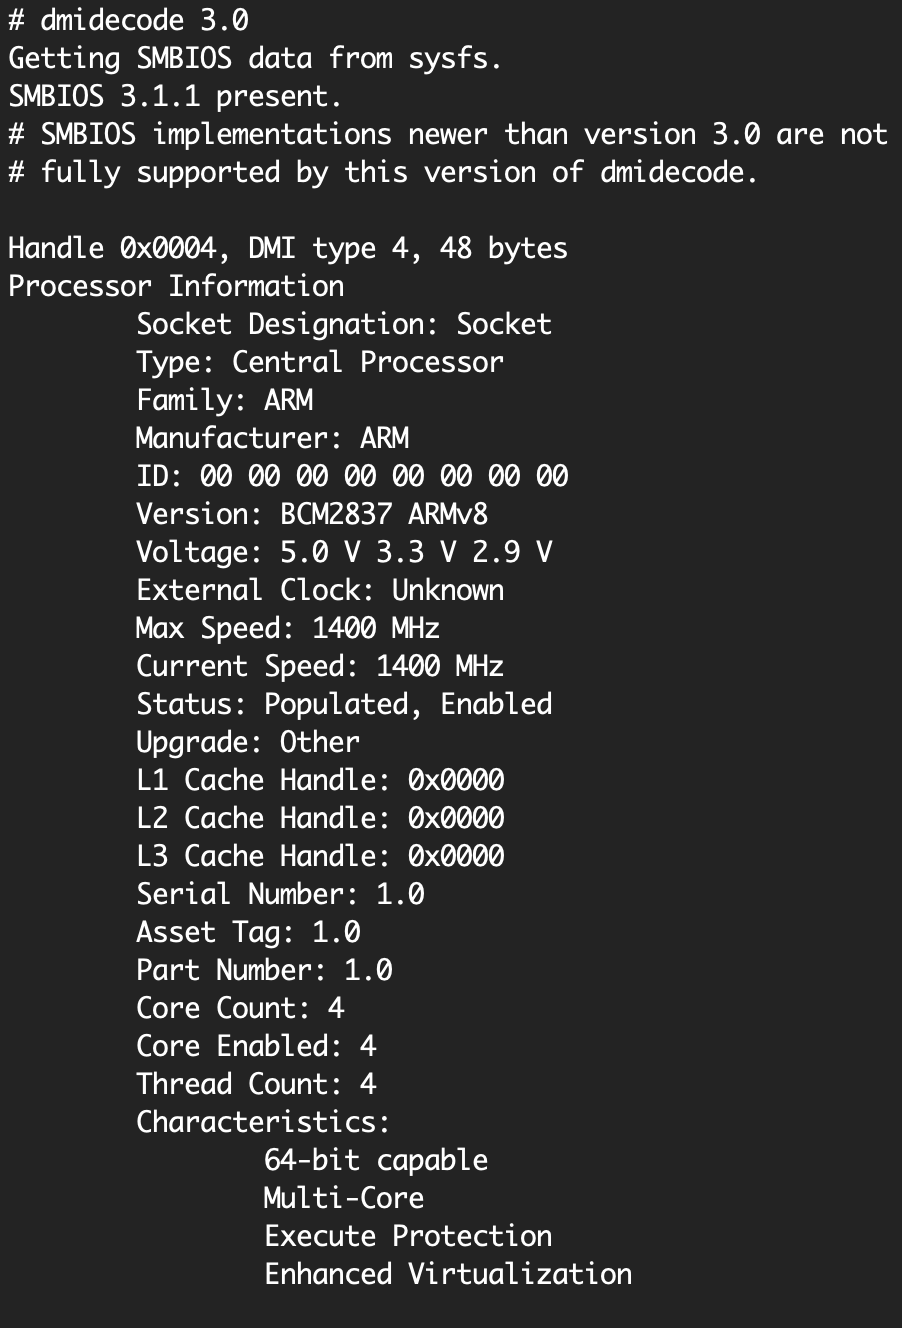 # dmidecode 3.0
Getting SMBIOS data from sysfs.
SMBIOS 3.1.1 present.
# SMBIOS implementations newer than version 3.0 are not
# fully supported by this version of dmidecode.

Handle 0x0004, DMI type 4, 48 bytes
Processor Information
	Socket Designation: Socket
	Type: Central Processor
	Family: ARM
	Manufacturer: ARM
	ID: 00 00 00 00 00 00 00 00
	Version: BCM2837 ARMv8
	Voltage: 5.0 V 3.3 V 2.9 V
	External Clock: Unknown
	Max Speed: 1400 MHz
	Current Speed: 1400 MHz
	Status: Populated, Enabled
	Upgrade: Other
	L1 Cache Handle: 0x0000
	L2 Cache Handle: 0x0000
	L3 Cache Handle: 0x0000
	Serial Number: 1.0
	Asset Tag: 1.0
	Part Number: 1.0
	Core Count: 4
	Core Enabled: 4
	Thread Count: 4
	Characteristics:
		64-bit capable
		Multi-Core
		Execute Protection
		Enhanced Virtualization